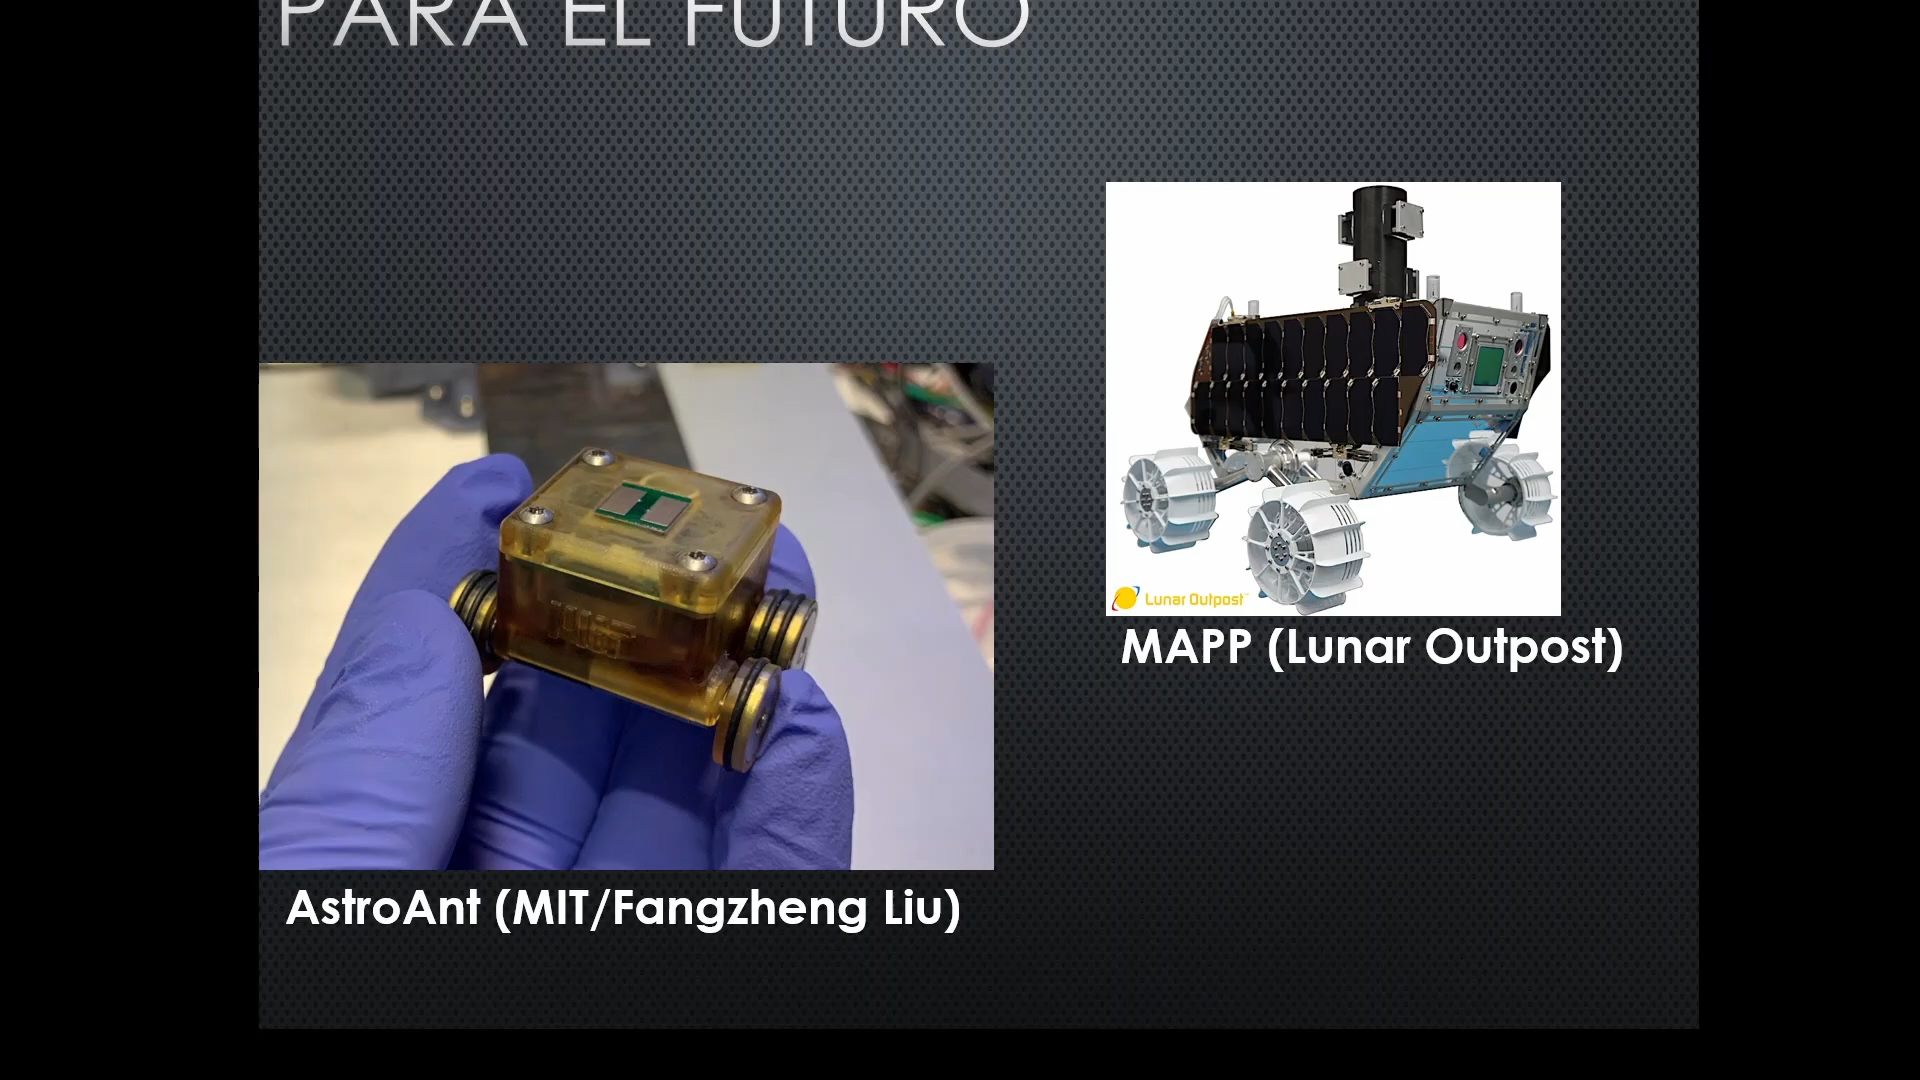 PARA EL FUTURO
Lunar Outpost
MAPP (Lunar Outpost)
AstroAnt (MIT/Fangzheng Liu)